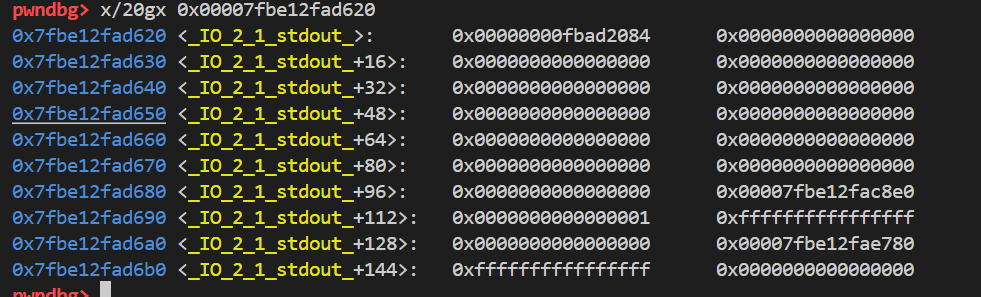 pwndbg> x/20gx 0x00007fbe12fad620
0x7fbe12fad620 <_IO_2_1_stdout_>: 0x00000000fbad2084 0x0000000000000000
0x7fbe12fad630 <_IO_2_1_stdout_+16>: 0x0000000000000000 0x0000000000000000
0x7fbe12fad640 <_IO_2_1_stdout_+32>: 0x0000000000000000 0x0000000000000000
0x7fbe12fad650 <_IO_2_1_stdout_+48>: 0x0000000000000000 0x0000000000000000
0x7fbe12fad660 <_IO_2_1_stdout_+64>: 0x0000000000000000 0x0000000000000000
0x7fbe12fad670 <_IO_2_1_stdout_+80>: 0x0000000000000000 0x0000000000000000
0x7fbe12fad680 <_IO_2_1_stdout_+96>: 0x0000000000000000 0x00007fbe12fac8e0
0x7fbe12fad690 <_IO_2_1_stdout_+112>: 0x0000000000000001 0xffffffffffffffff
0x7fbe12fad6a0 <_IO_2_1_stdout_+128>: 0x0000000000000000 0x00007fbe12fae780
0x7fbe12fad6b0 <_IO_2_1_stdout_+144>: 0xffffffffffffffff 0x0000000000000000
pwndbg>